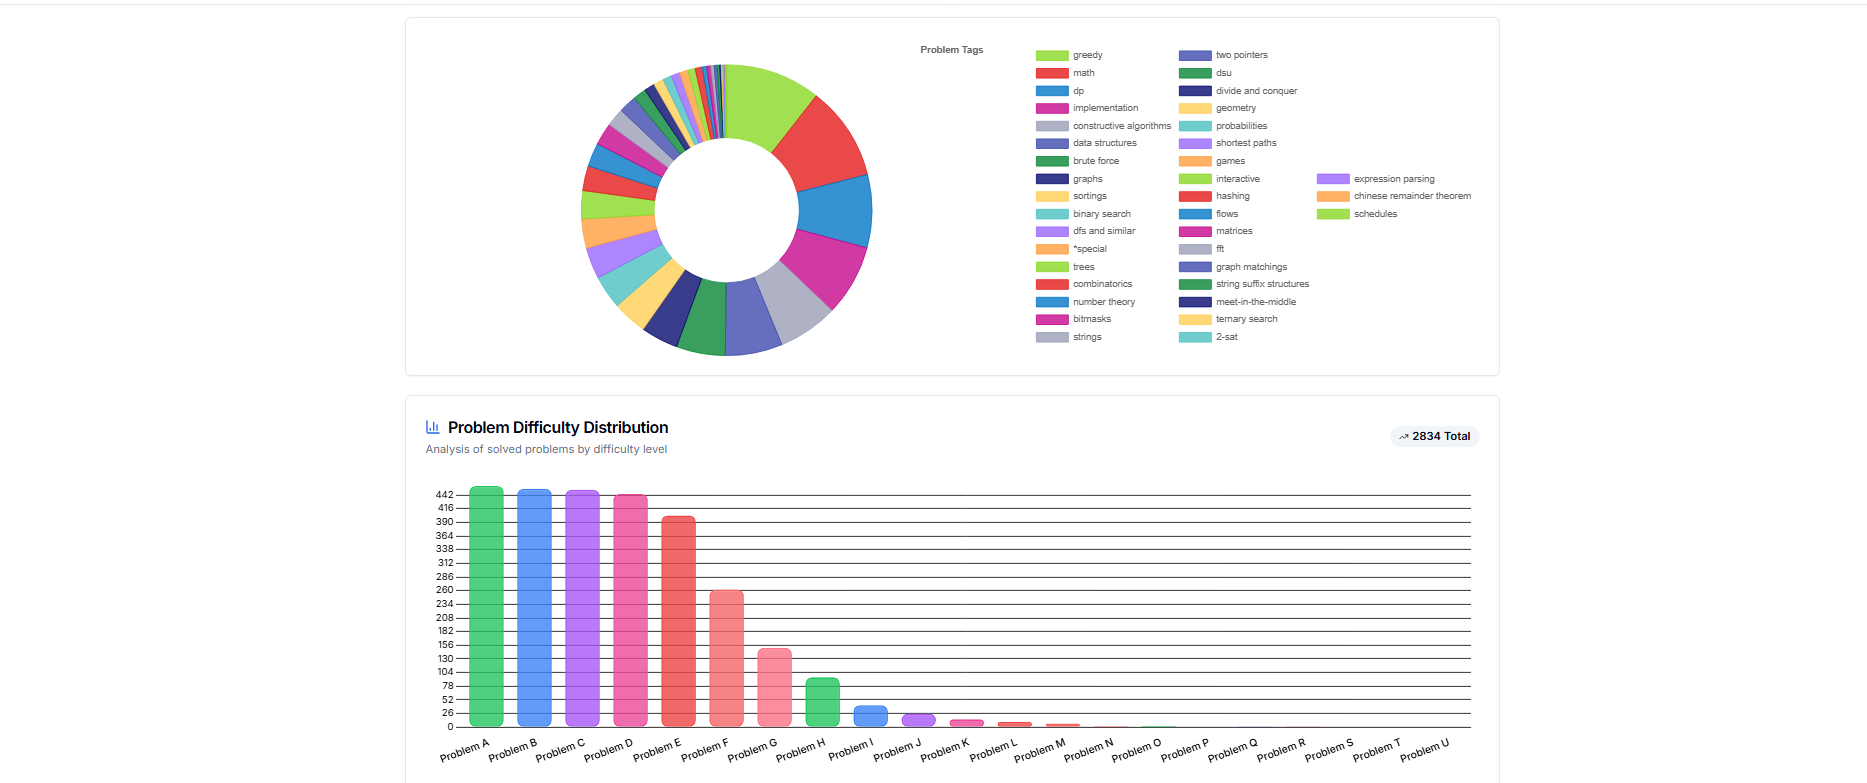 Problem Tags
greedy
math
dp
implementation
constructive algorithms
data structures
brute force
graphs
sortings
binary search
dfs and similar
*special
trees
combinatorics
number theory
bitmasks
strings
two pointers
dsu
divide and conquer
geometry
probabilities
shortest paths
games
interactive
hashing
flows
matrices
fft
graph matchings
string suffix structures
meet-in-the-middle
ternary search
2-sat
expression parsing
chinese remainder theorem
schedules
Problem Difficulty Distribution
Analysis of solved problems by difficulty level
2834 Total
442
416
390
364
338
312
286
260
234
208
182
156
130
104
78
52
26
0
Problem A
Problem B
Problem C
Problem D
Problem E
Problem F
Problem G
Problem H
Problem I
Problem J
Problem K
Problem L
Problem M
Problem N
Problem O
Problem P
Problem Q
Problem R
Problem S
Problem T
Problem U